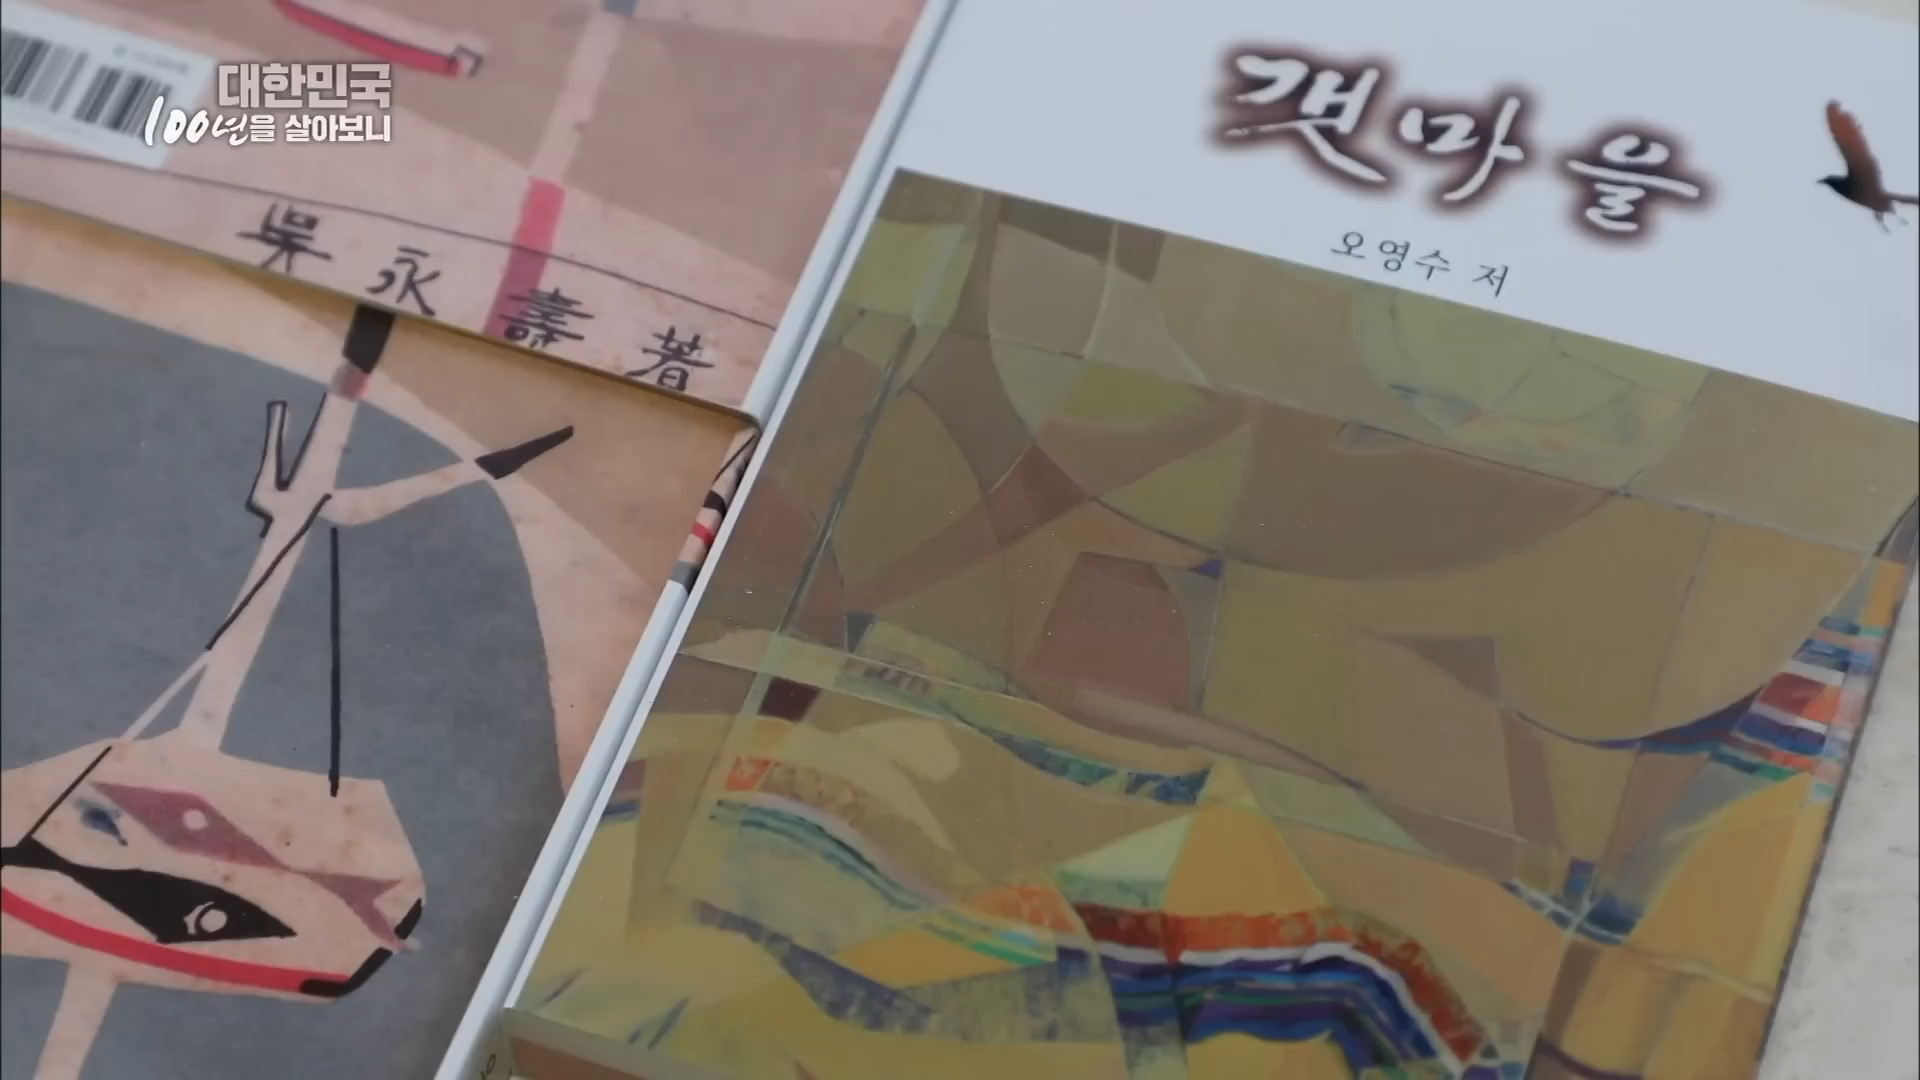 대한민국
100년을 살아보니
갯마을
오영수 저
吳永壽著